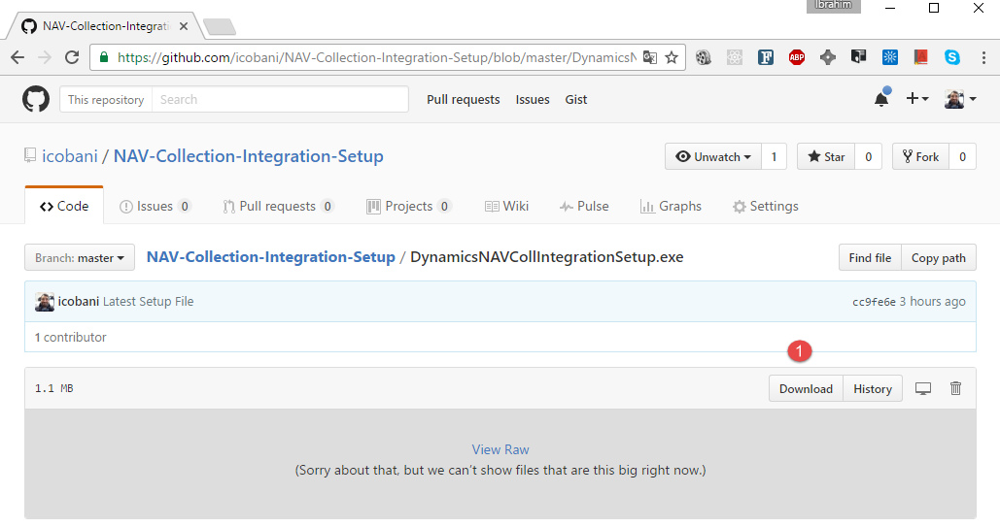 Ibrahim
NAV-Collection-Integrati
https://github.com/icobani/NAV-Collection-Integration-Setup/blob/master/DynamicsN
ABP
This repository Search Pull requests Issues Gist
icobani / NAV-Collection-Integration-Setup Unwatch 1 Star 0 Fork 0
Code Issues 0 Pull requests 0 Projects 0 Wiki Pulse Graphs Settings
Branch: master NAV-Collection-Integration-Setup / DynamicsNAVCollIntegrationSetup.exe Find file Copy path
icobani Latest Setup File cc9fe6e 3 hours ago
1 contributor
1
1.1 MB Download History
View Raw
(Sorry about that, but we can't show files that are this big right now.)